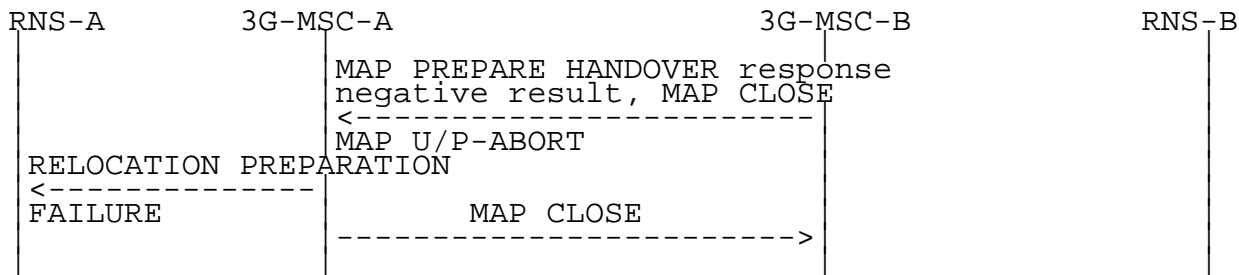 RNS-A 3G-MSC-A 3G-MSC-B RNS-B
MAP PREPARE HANDOVER response
negative result, MAP CLOSE
MAP U/P-ABORT
RELOCATION PREPARATION
FAILURE MAP CLOSE